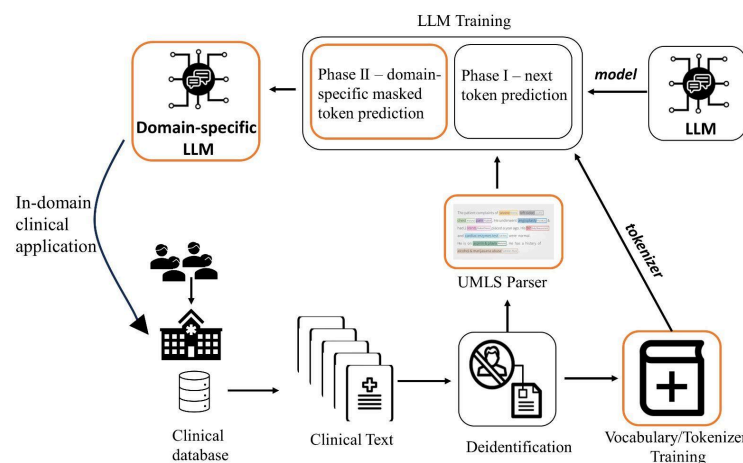 LLM Training
Phase II – domain-
specific masked
token prediction
Phase I – next
token prediction
model
LLM
Domain-specific
LLM
In-domain
clinical
application
UMLS Parser
tokenizer
Clinical
database
Clinical Text
Deidentification
Vocabulary/Tokenizer
Training